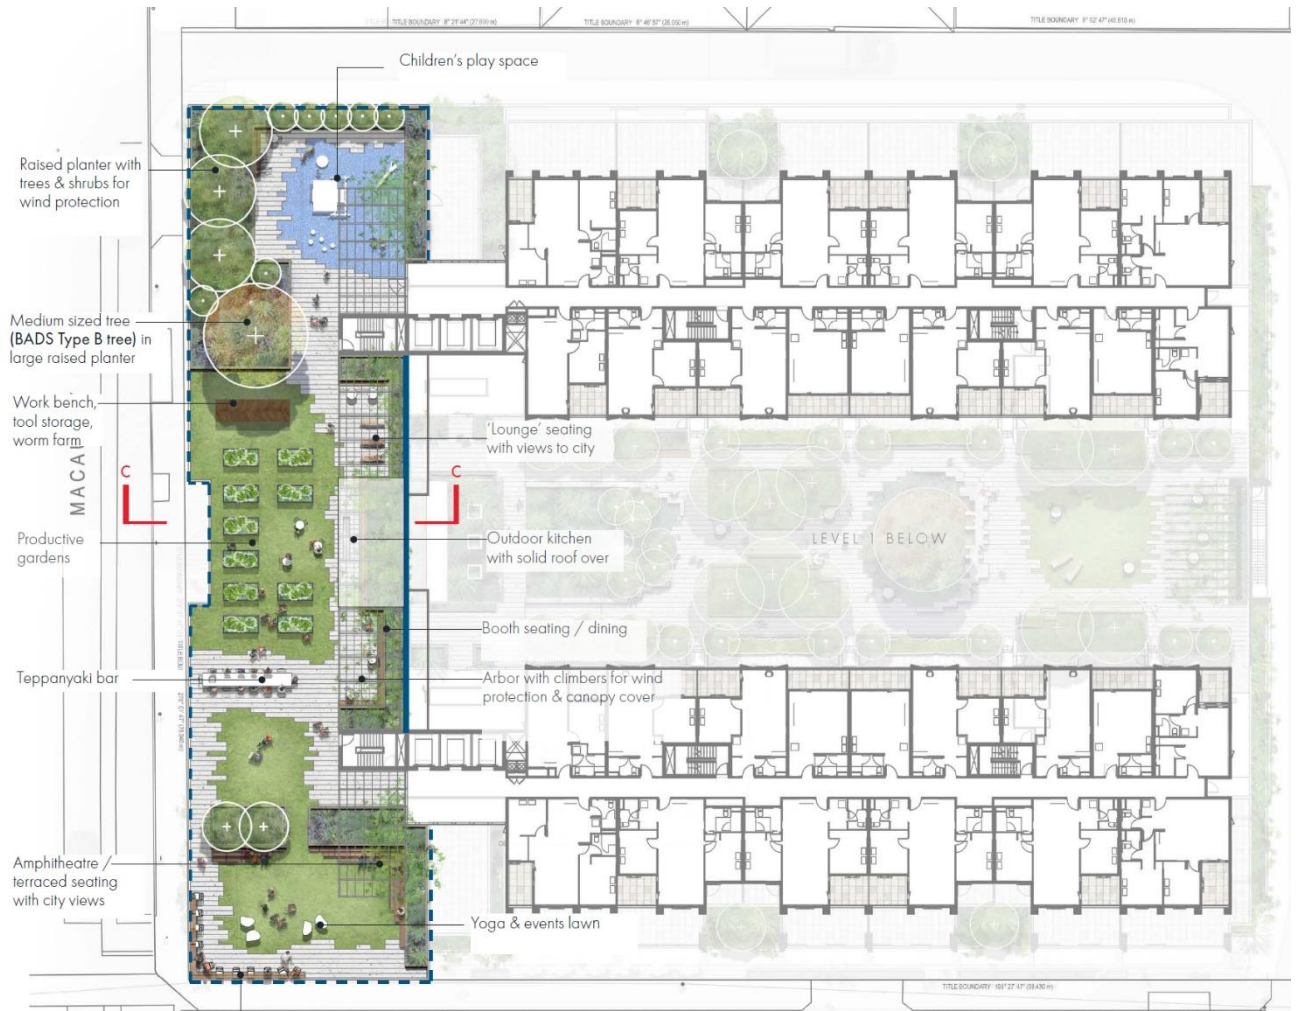 TITLE BOUNDARY
TITLE BOUNDARY
TITLE BOUNDARY
Children's play space
Raised planter with
trees & shrubs for
wind protection
Medium sized tree
(BADS Type B tree) in
large raised planter
Work bench,
tool storage,
worm farm
'Lounge' seating
with views to city
C
C
MACA
Productive
gardens
Outdoor kitchen
with solid roof over
LEVEL 1 BELOW
Booth seating / dining
Teppanyaki bar
Arbor with climbers for wind
protection & canopy cover
Amphitheatre /
terraced seating
with city views
Yoga & events lawn
TITLE BOUNDARY